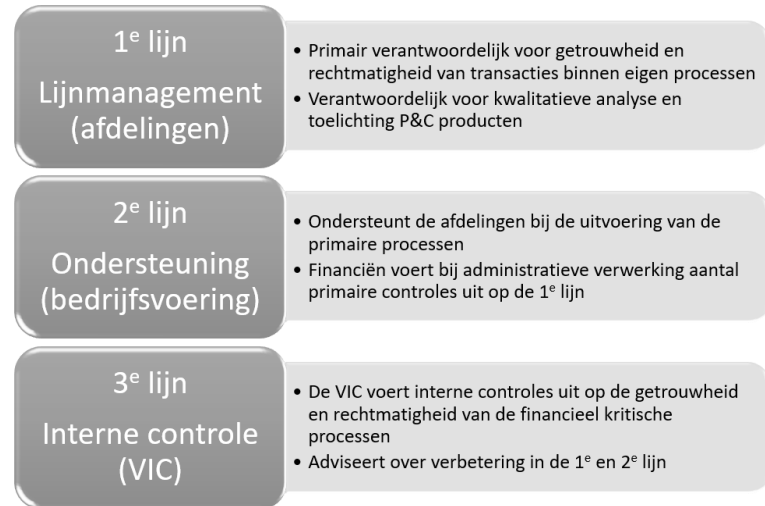 1e lijn
Lijnmanagement
(afdelingen)
• Primair verantwoordelijk voor getrouwheid en
rechtmatigheid van transacties binnen eigen processen
• Verantwoordelijk voor kwalitatieve analyse en
toelichting P&C producten
2e lijn
Ondersteuning
(bedrijfsvoering)
• Ondersteunt de afdelingen bij de uitvoering van de
primaire processen
• Financiën voert bij administratieve verwerking aantal
primaire controles uit op de 1e lijn
3e lijn
Interne controle
(VIC)
• De VIC voert interne controles uit op de getrouwheid
en rechtmatigheid van de financieel kritische
processen
• Adviseert over verbetering in de 1e en 2e lijn